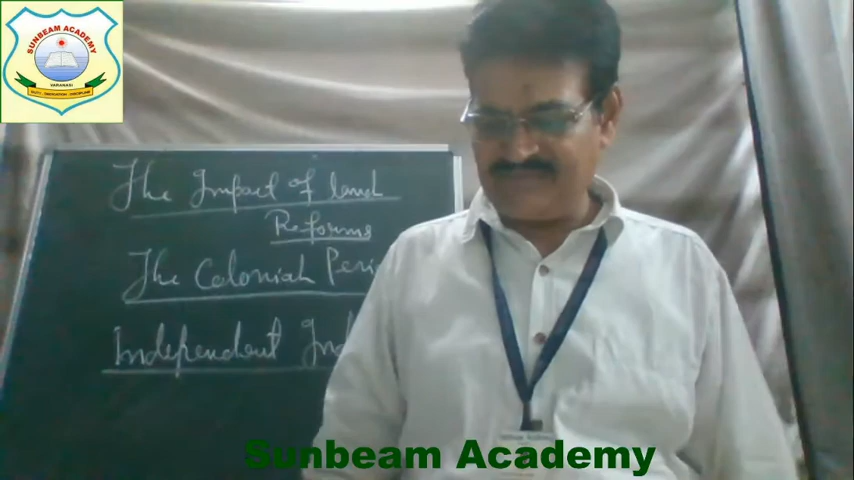 SUNBEAM ACADEMY
VARANASI
The Impact of land
Reforms
The Colonial Peri
Independent Ind
Sunbeam Academy